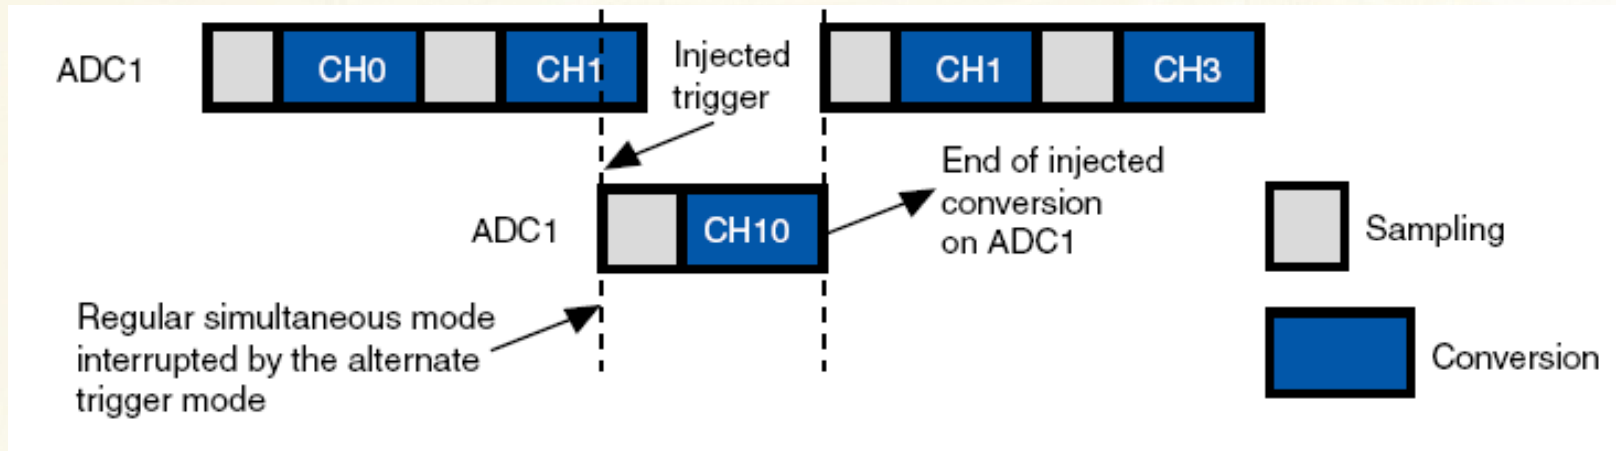 ADC1
CH0
CH1
Injected
trigger
CH1
CH3
ADC1
CH10
End of injected
conversion
on ADC1
Sampling
Regular simultaneous mode
interrupted by the alternate
trigger mode
Conversion